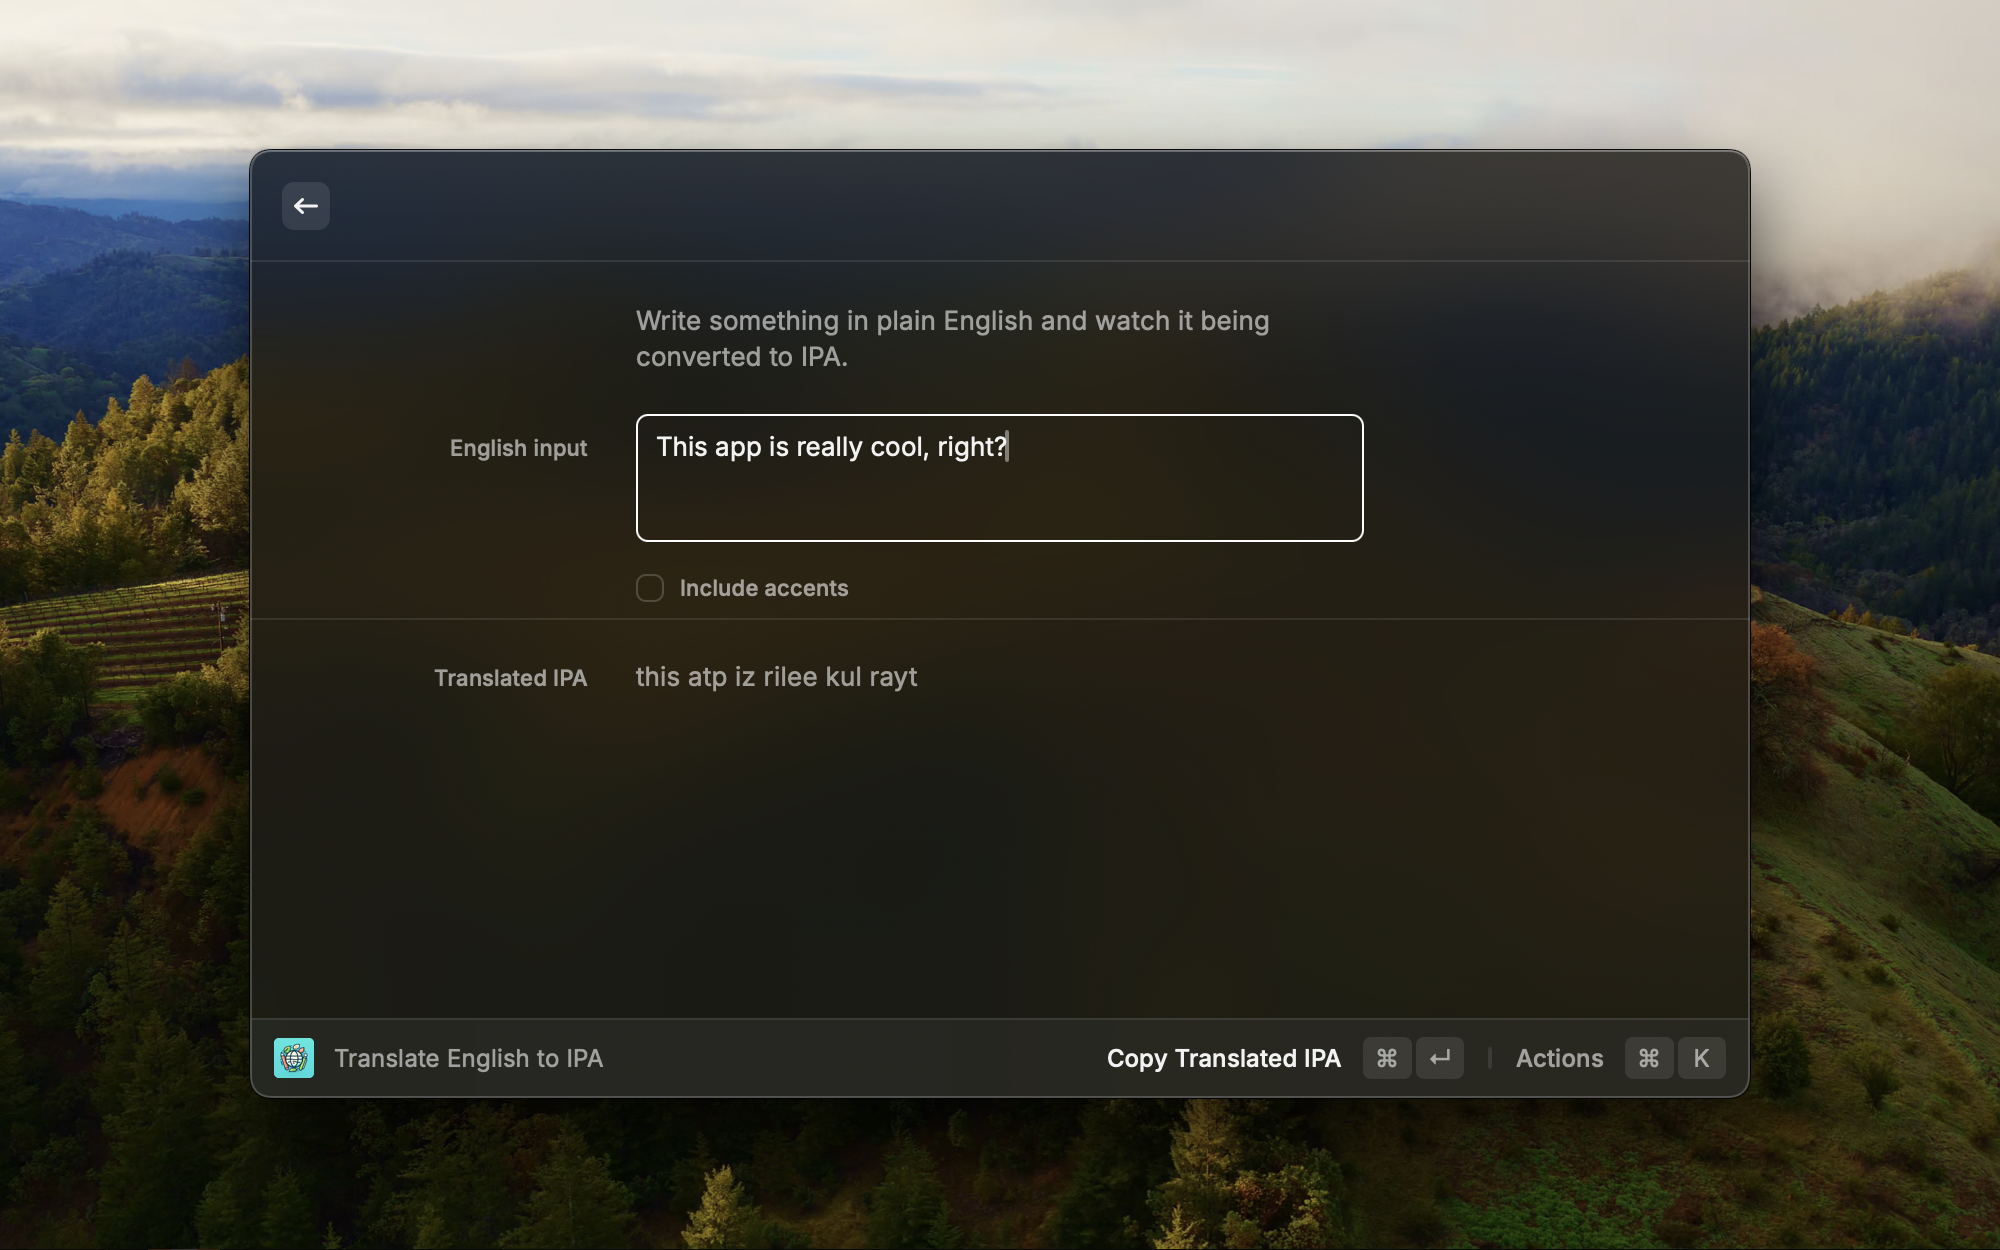 Write something in plain English and watch it being
converted to IPA.
English input
This app is really cool, right?
Include accents
Translated IPA
this atp iz rilee kul rayt
Translate English to IPA
Copy Translated IPA ⌘ ↵
Actions ⌘ K